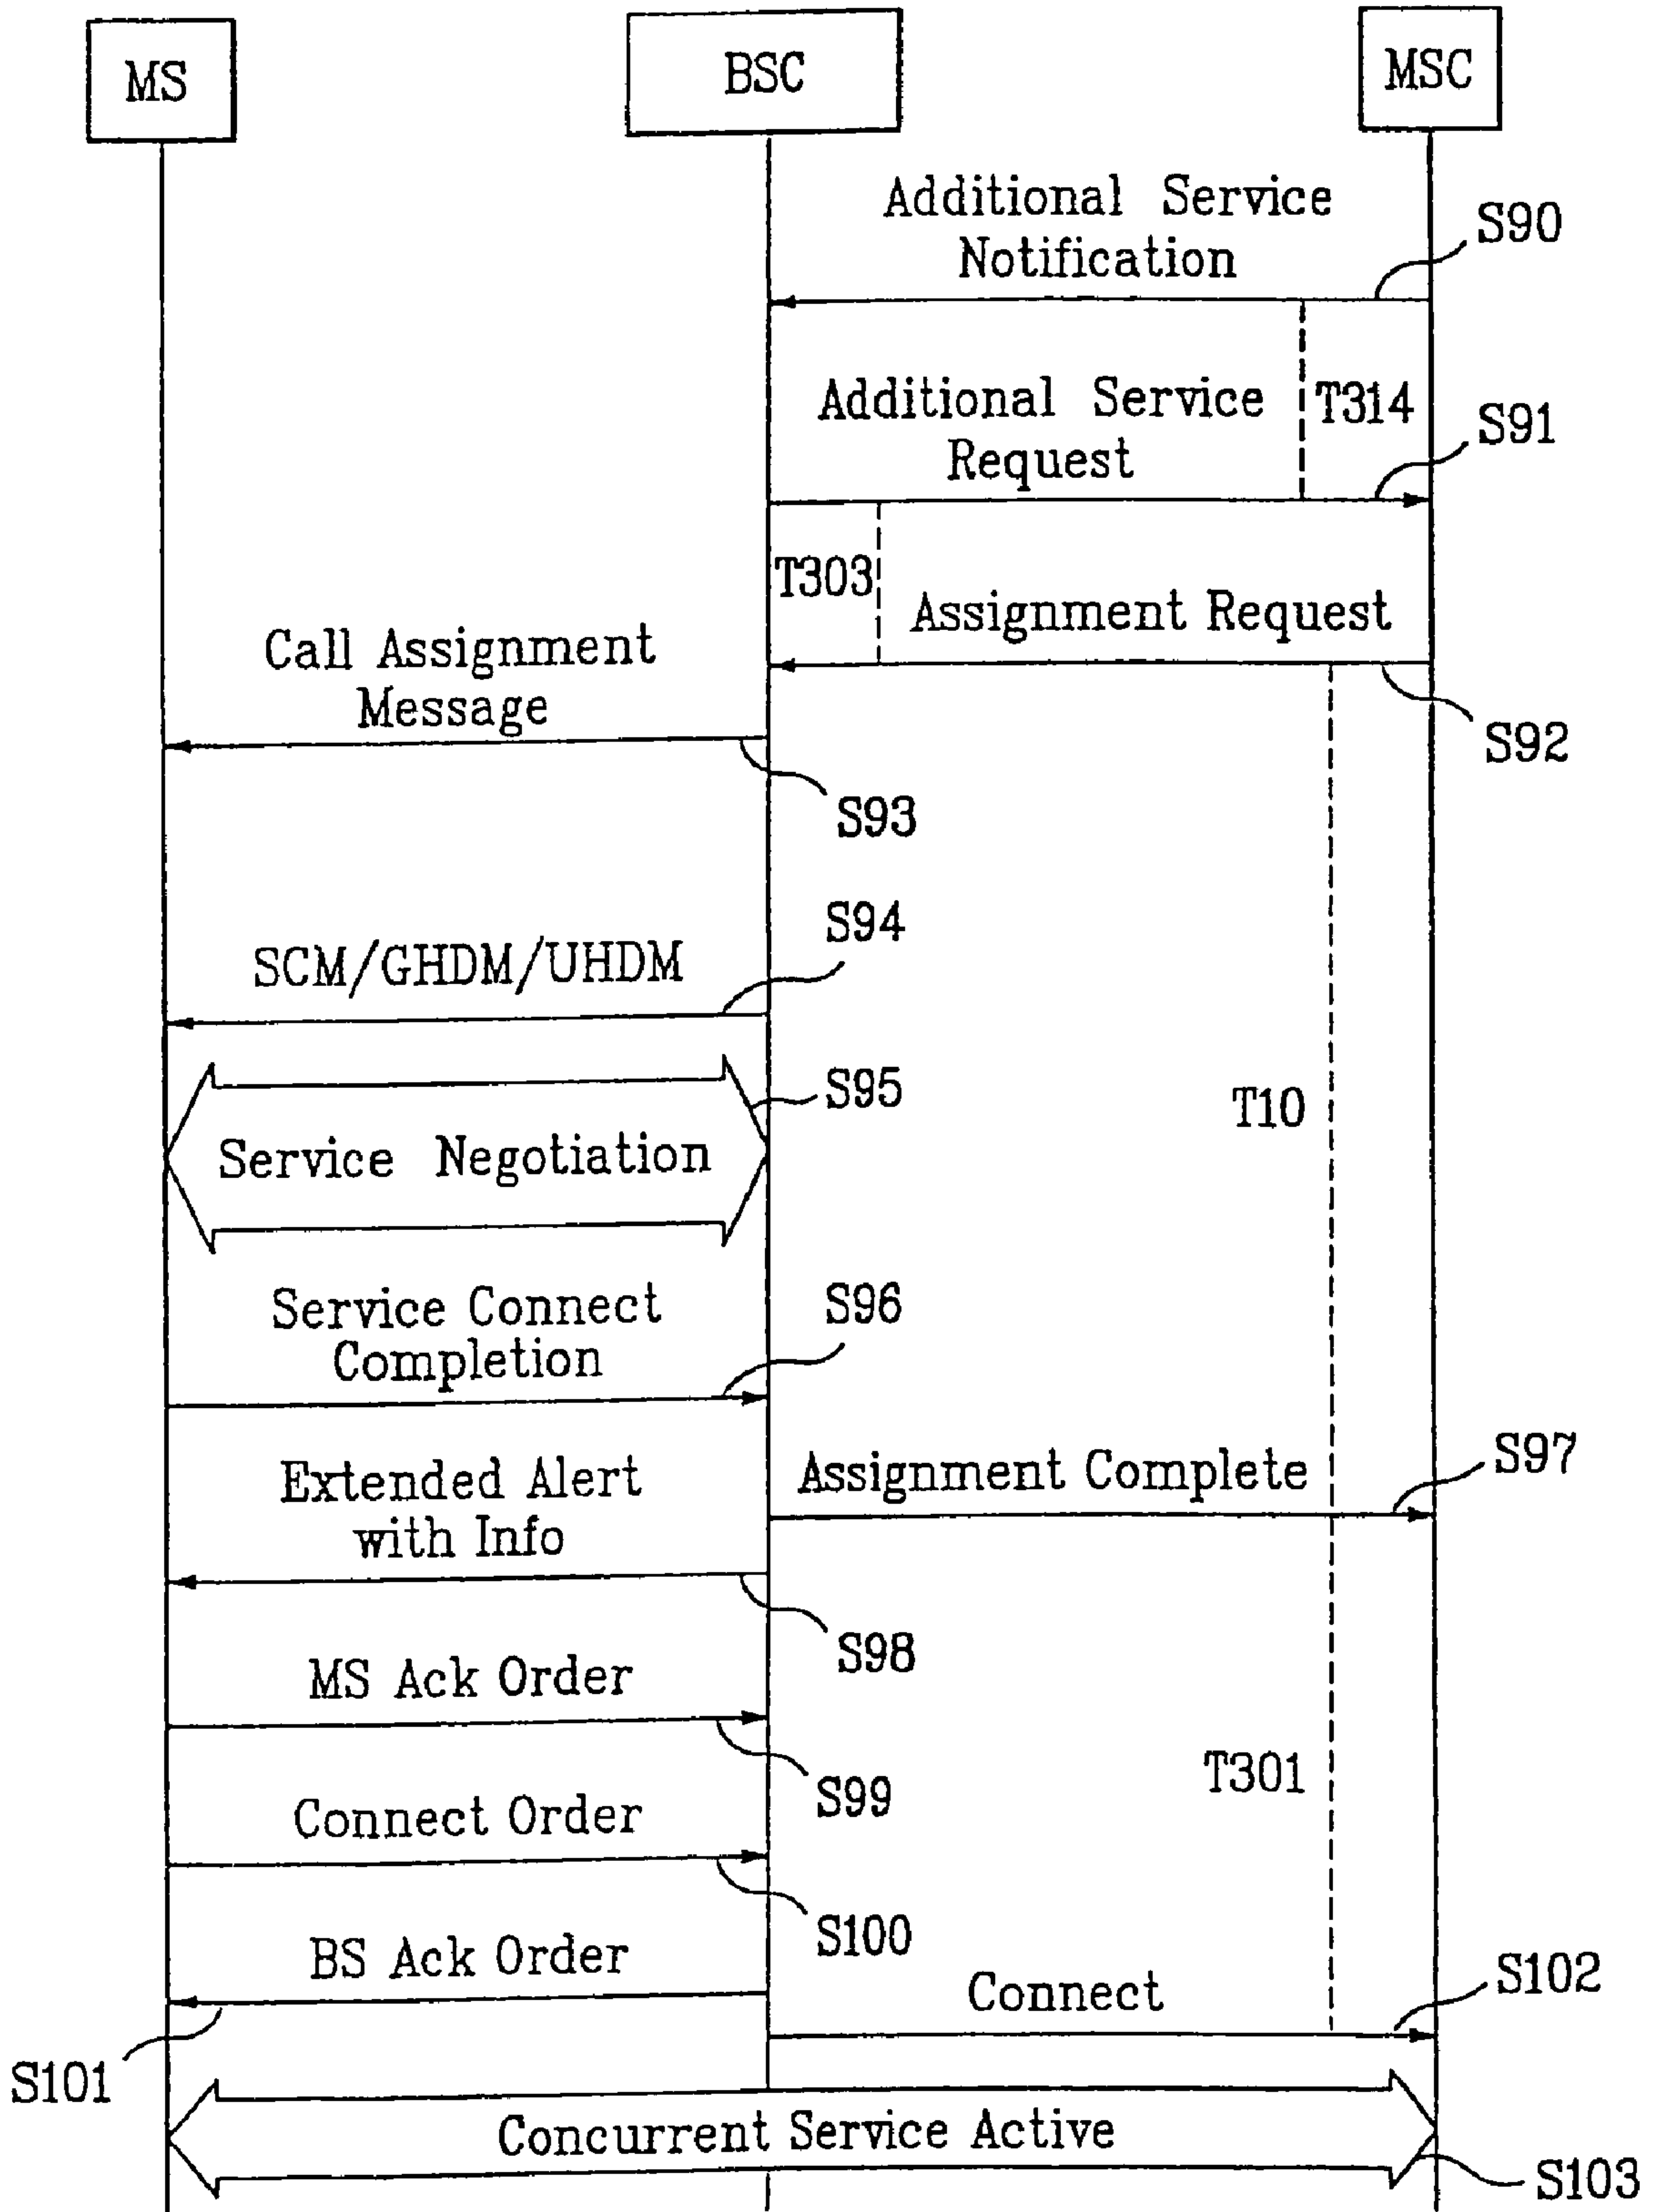 MS
BSC
MSC
Additional Service
Notification
S90
Additional Service
Request
T314
S91
T303
Assignment Request
Call Assignment
Message
S92
S93
S94
SCM/GHDM/UHDM
S95
Service Negotiation
T10
Service Connect
Completion
S96
Extended Alert
with Info
Assignment Complete
S97
S98
MS Ack Order
S99
T301
Connect Order
S100
BS Ack Order
Connect
S102
S101
Concurrent Service Active
S103